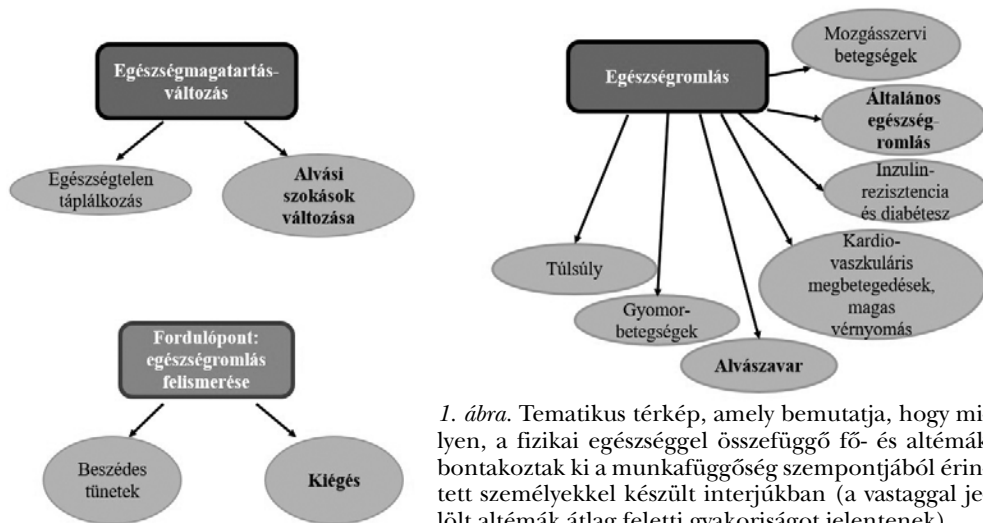 Egészségmagatartás-
változás
Egészségtelen
táplálkozás
Alvási
szokások
változása
Fordulópont:
egészségromlás
felismerése
Beszédes
tünetek
Kiégés
Egészségromlás
Mozgásszervi
betegségek
Általános
egészség-
romlás
Inzulin-
rezisztencia
és diabétesz
Kardio-
vaszkuláris
megbetegedések,
magas
vérnyomás
Alvászavar
Gyomor-
betegségek
Túlsúly
1. ábra. Tematikus térkép, amely bemutatja, hogy mi-
lyen, a fizikai egészséggel összefüggő fő- és altémák
bontakoztak ki a munkafüggőség szempontjából érin-
tett személyekkel készült interjúkban (a vastaggal je-
lölt altémák átlag feletti gyakoriságot jelentenek)